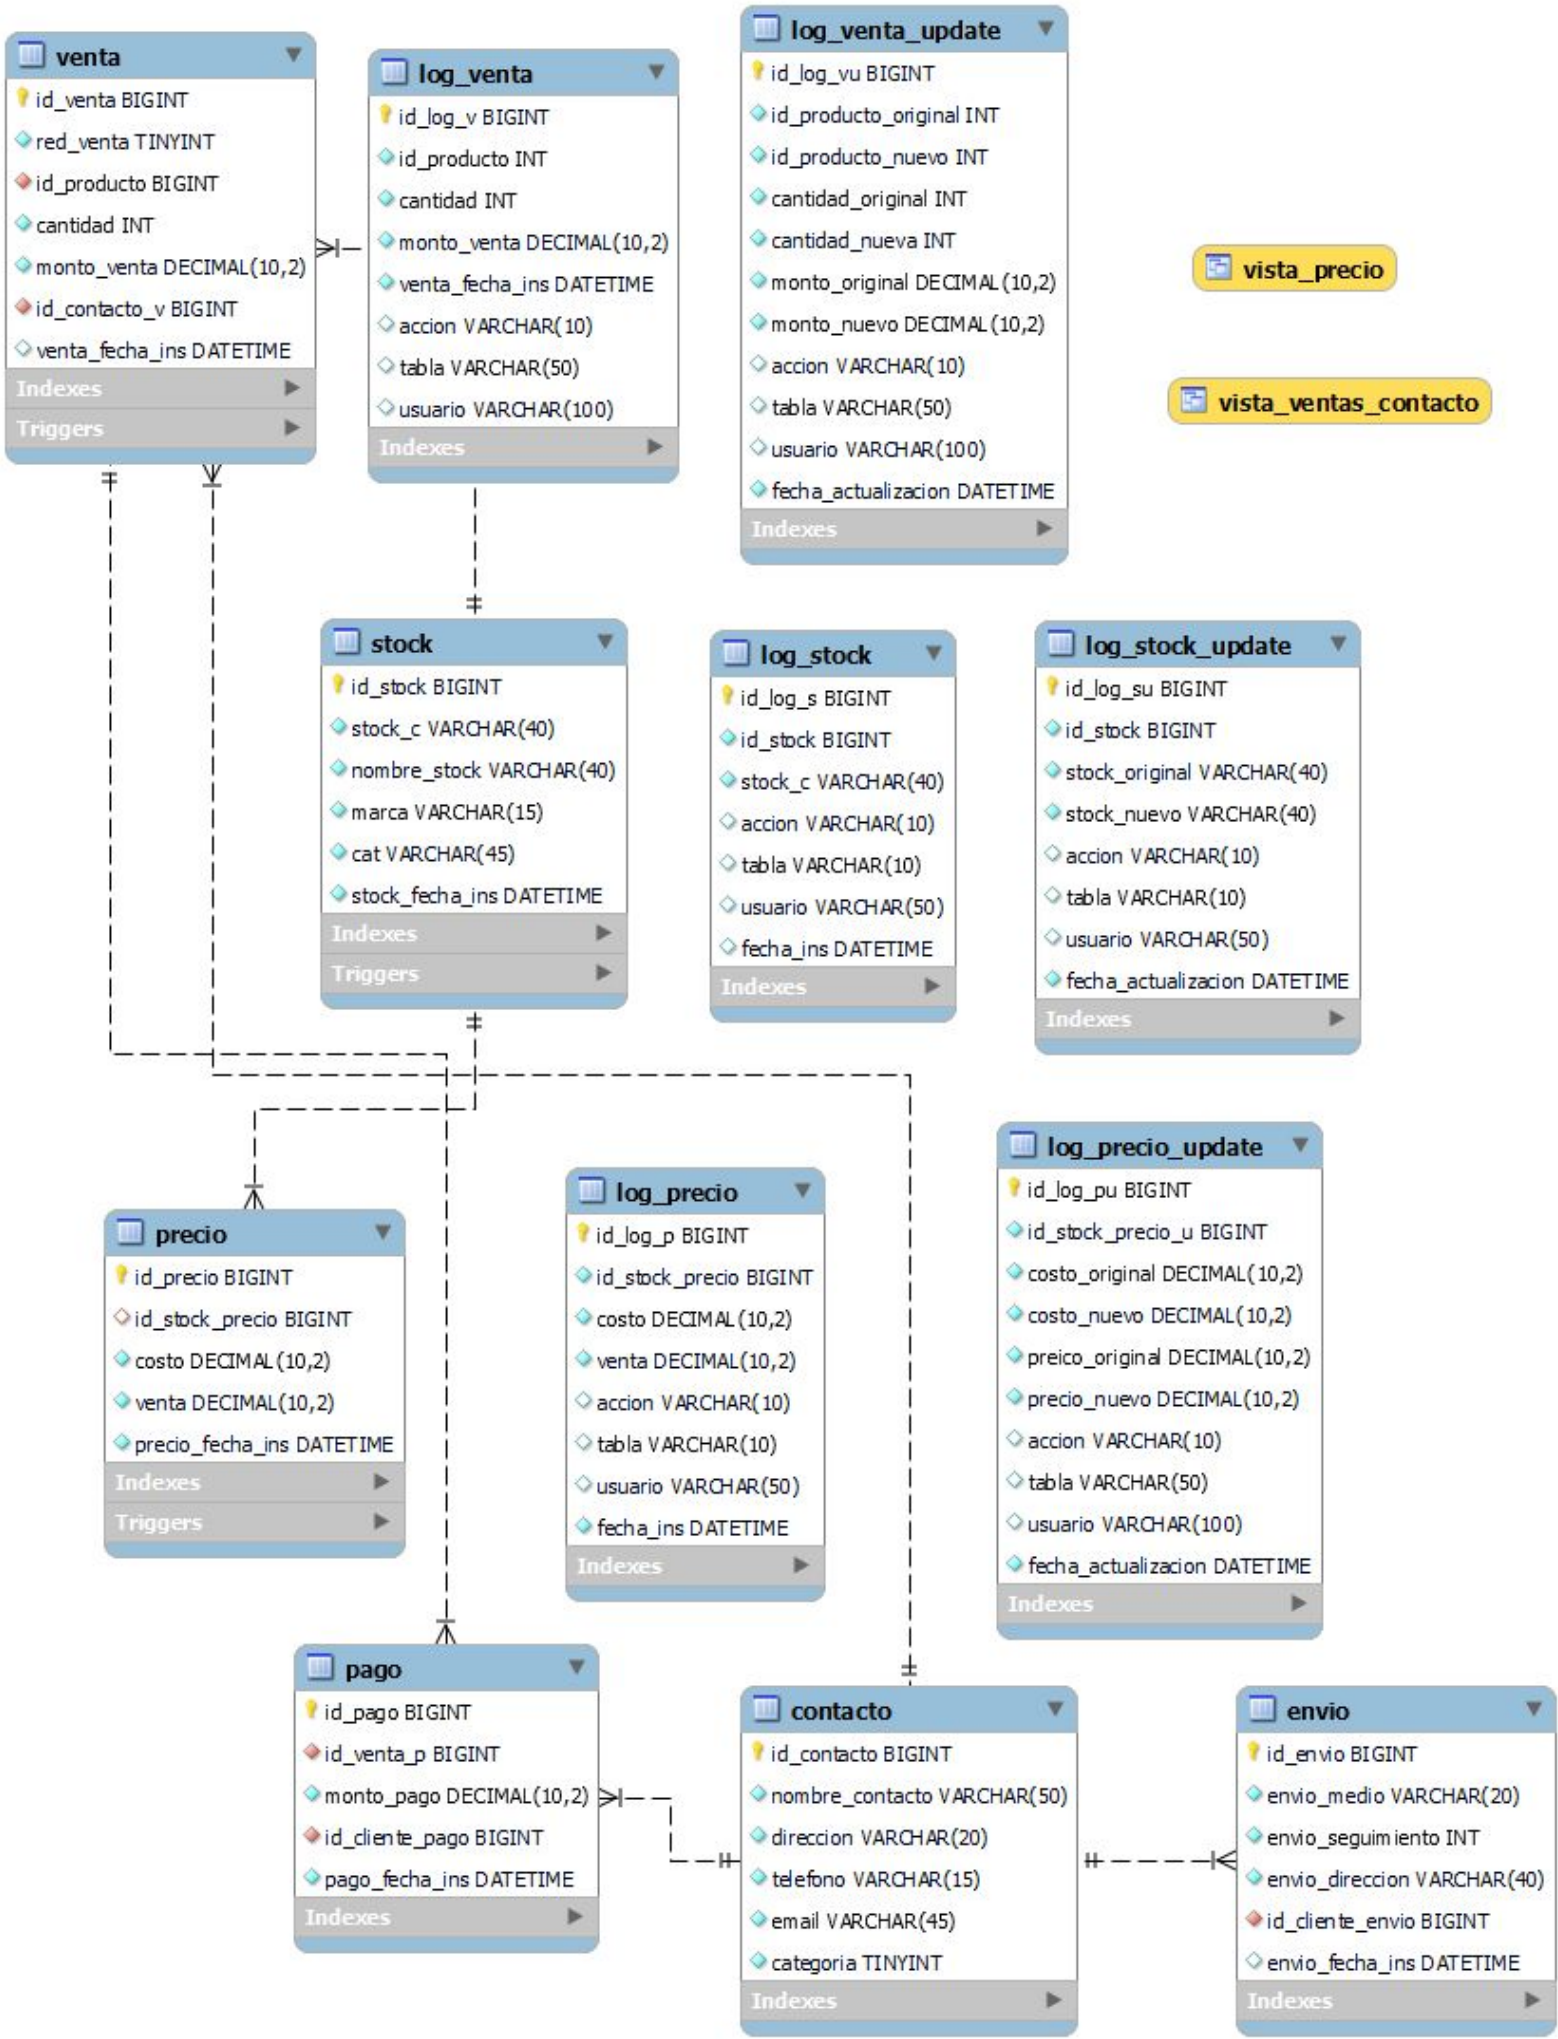 venta
id_venta BIGINT
red_venta TINYINT
id_producto BIGINT
cantidad INT
monto_venta DECIMAL(10,2)
id_contacto_v BIGINT
venta_fecha_ins DATETIME
Indexes
Triggers
log_venta
id_log_v BIGINT
id_producto INT
cantidad INT
monto_venta DECIMAL(10,2)
venta_fecha_ins DATETIME
accion VARCHAR(10)
tabla VARCHAR(50)
usuario VARCHAR(100)
Indexes
log_venta_update
id_log_vu BIGINT
id_producto_original INT
id_producto_nuevo INT
cantidad_original INT
cantidad_nueva INT
monto_original DECIMAL(10,2)
monto_nuevo DECIMAL(10,2)
accion VARCHAR(10)
tabla VARCHAR(50)
usuario VARCHAR(100)
fecha_actualizacion DATETIME
Indexes
vista_precio
vista_ventas_contacto
stock
id_stock BIGINT
stock_c VARCHAR(40)
nombre_stock VARCHAR(40)
marca VARCHAR(15)
cat VARCHAR(45)
stock_fecha_ins DATETIME
Indexes
Triggers
log_stock
id_log_s BIGINT
id_stock BIGINT
stock_c VARCHAR(40)
accion VARCHAR(10)
tabla VARCHAR(10)
usuario VARCHAR(50)
fecha_ins DATETIME
Indexes
log_stock_update
id_log_su BIGINT
id_stock BIGINT
stock_original VARCHAR(40)
stock_nuevo VARCHAR(40)
accion VARCHAR(10)
tabla VARCHAR(10)
usuario VARCHAR(50)
fecha_actualizacion DATETIME
Indexes
precio
id_precio BIGINT
id_stock_precio BIGINT
costo DECIMAL(10,2)
venta DECIMAL(10,2)
precio_fecha_ins DATETIME
Indexes
Triggers
log_precio
id_log_p BIGINT
id_stock_precio BIGINT
costo DECIMAL(10,2)
venta DECIMAL(10,2)
accion VARCHAR(10)
tabla VARCHAR(10)
usuario VARCHAR(50)
fecha_ins DATETIME
Indexes
log_precio_update
id_log_pu BIGINT
id_stock_precio_u BIGINT
costo_original DECIMAL(10,2)
costo_nuevo DECIMAL(10,2)
preico_original DECIMAL(10,2)
precio_nuevo DECIMAL(10,2)
accion VARCHAR(10)
tabla VARCHAR(50)
usuario VARCHAR(100)
fecha_actualizacion DATETIME
Indexes
pago
id_pago BIGINT
id_venta_p BIGINT
monto_pago DECIMAL(10,2)
id_cliente_pago BIGINT
pago_fecha_ins DATETIME
Indexes
contacto
id_contacto BIGINT
nombre_contacto VARCHAR(50)
direccion VARCHAR(20)
telefono VARCHAR(15)
email VARCHAR(45)
categoria TINYINT
Indexes
envio
id_envio BIGINT
envio_medio VARCHAR(20)
envio_seguimiento INT
envio_direccion VARCHAR(40)
id_cliente_envio BIGINT
envio_fecha_ins DATETIME
Indexes